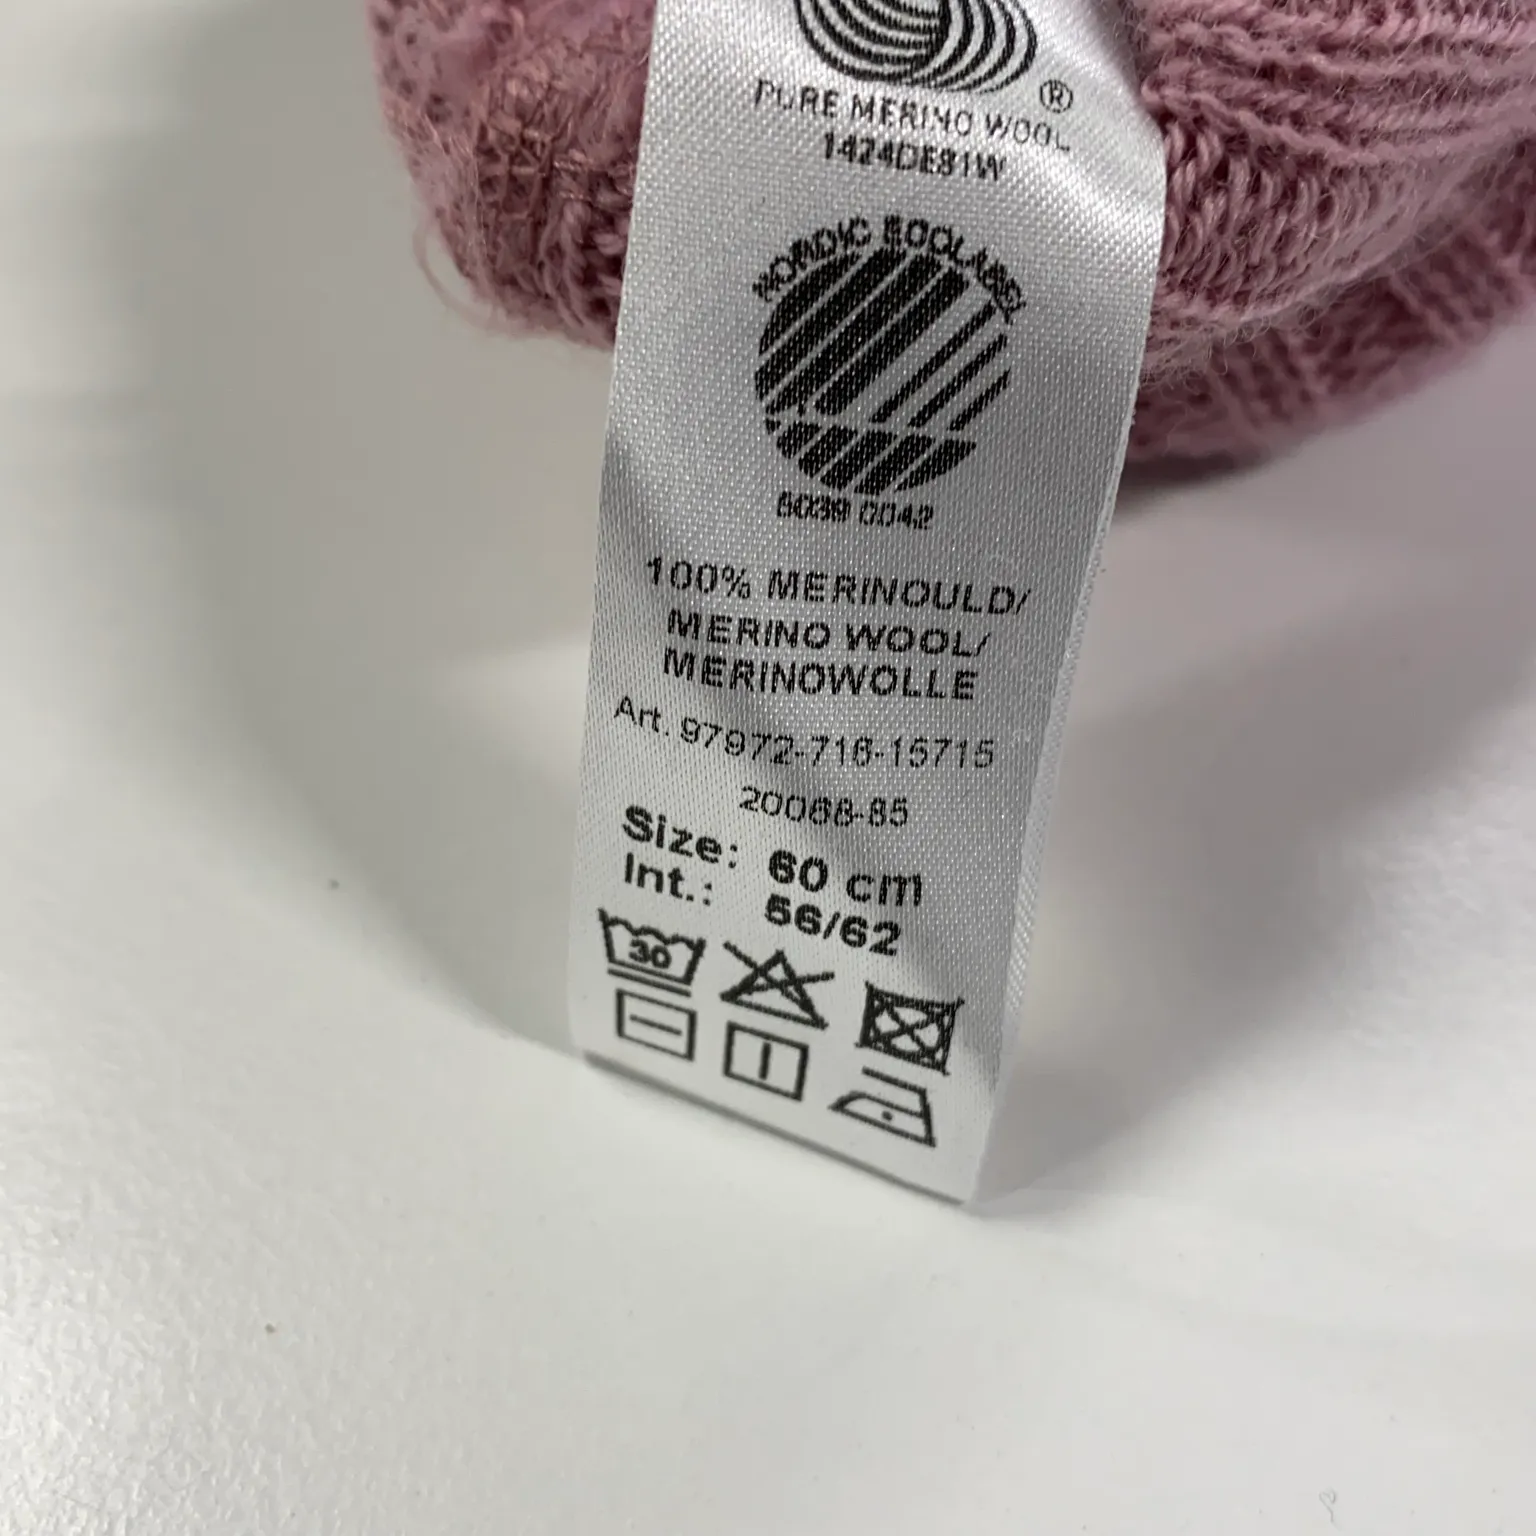 ®
PURE MERINO WOOL
1424DE81W
NORDIC ECOLABEL
5039 0042
100% MERINOULD/
MERINO WOOL/
MERINOWOLLE
Art. 97972-716-15715
20068-85
Size: 60 cm
Int.: 56/62
30